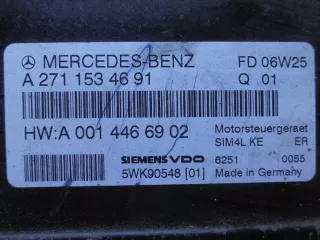 MERCEDES-BENZ FD 06W25
A 271 153 46 91 Q 01
HW:A 001 446 69 02 Motorsteuergeraet
SIM4L KE ER
SIEMENS VDO 6251 0055
5WK90548 [01] Made in Germany